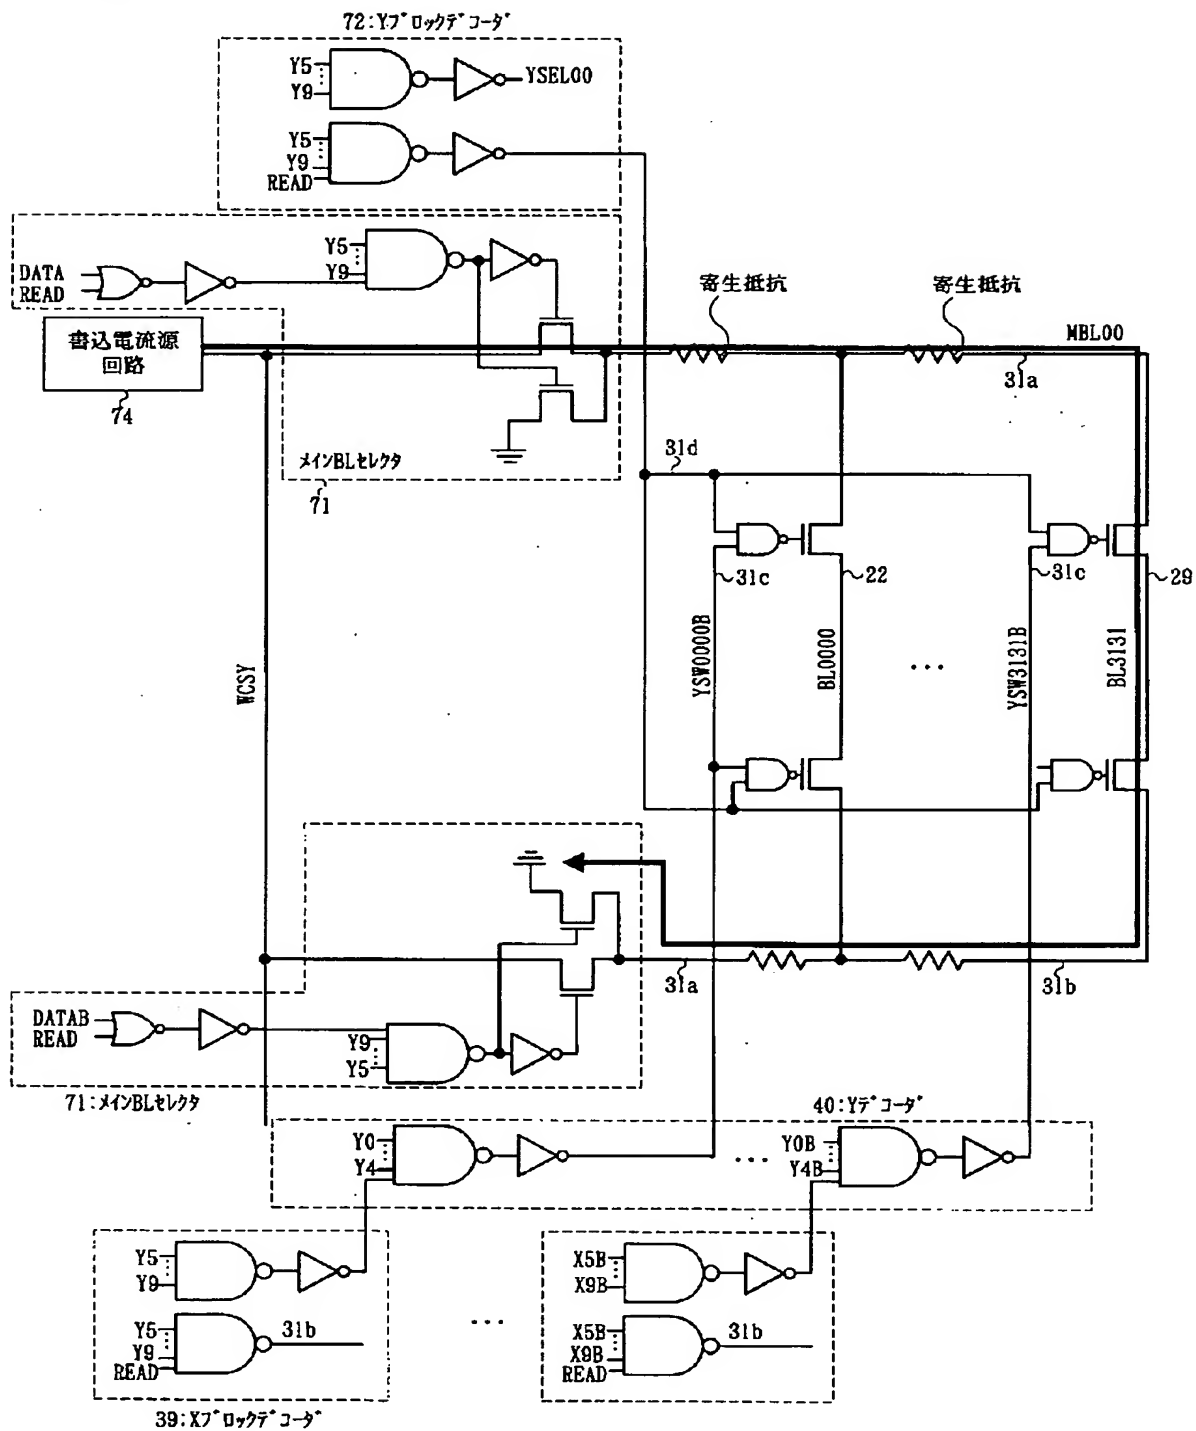 72:Yブロックデコーダ
Y5
Y9
YSEL00
Y5
Y9
READ
DATA
READ
Y5
Y9
書込電流源
回路
74
メインBLセレクタ
71
寄生抵抗
寄生抵抗
MBL00
31a
31d
31c
22
31c
29
WCSY
YSW0000B
BL0000
...
YSW3131B
BL3131
31a
31b
DATAB
READ
Y9
Y5
71:メインBLセレクタ
40:Yデコーダ
Y0
Y4
...
Y0B
Y4B
Y5
Y9
Y5
Y9
READ
31b
...
X5B
X9B
X5B
X9B
READ
31b
39:Xブロックデコーダ